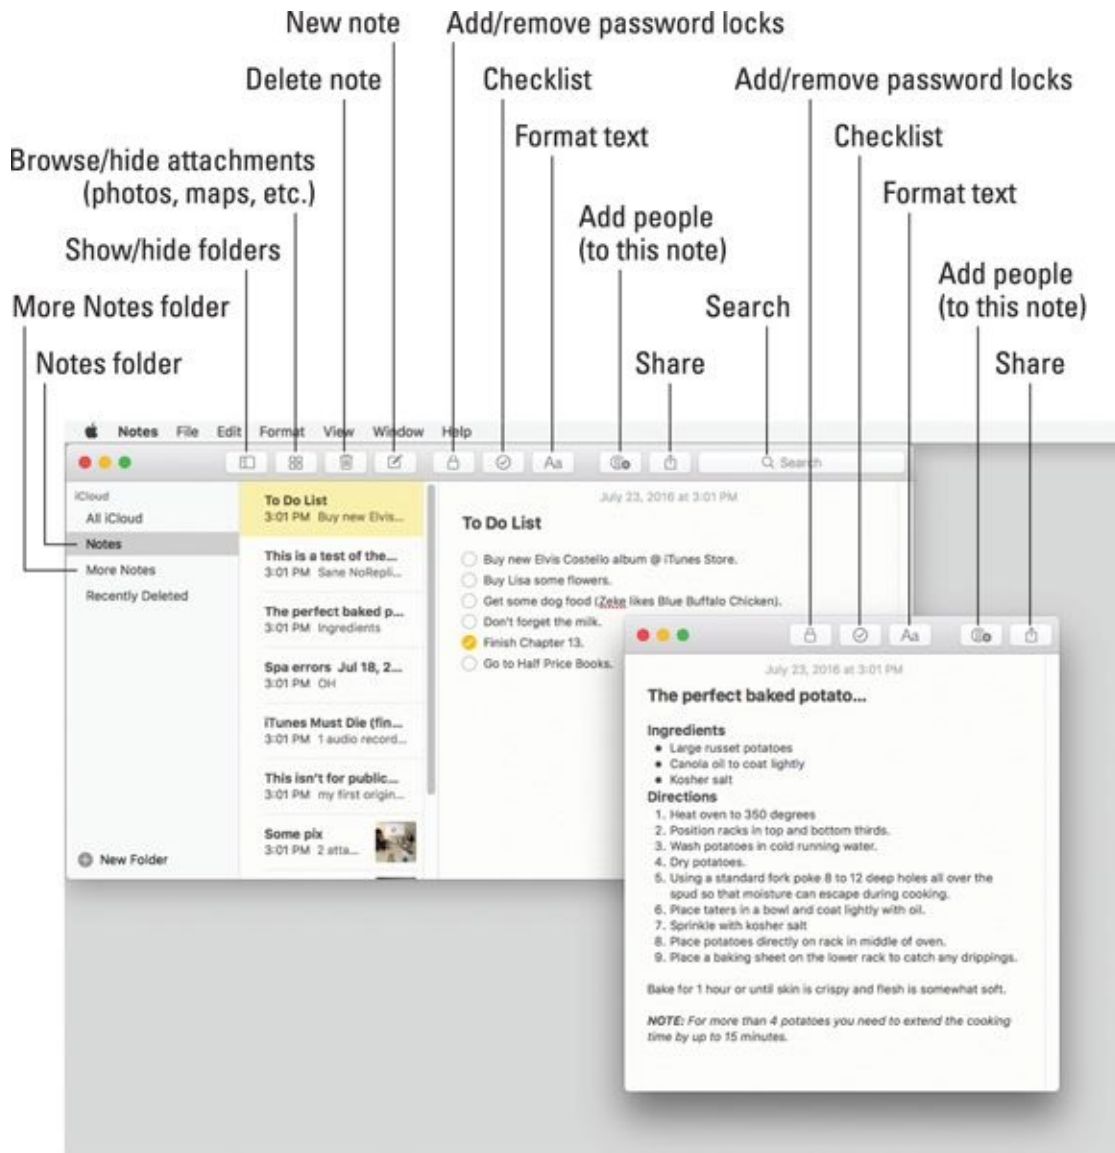 New note
Add/remove password locks
Delete note
Checklist
Add/remove password locks
Format text
Checklist
Browse/hide attachments
(photos, maps, etc.)
Format text
Add people
(to this note)
Show/hide folders
Add people
(to this note)
More Notes folder
Search
Notes folder
Share
Share
Notes File Edit Format View Window Help
Aa
Search
iCloud
All iCloud
Notes
More Notes
Recently Deleted
New Folder
To Do List
3:01 PM Buy new Elvis...
This is a test of the...
3:01 PM Sane NoRepli...
The perfect baked p...
3:01 PM Ingredients
Spa errors Jul 18, 2...
3:01 PM OH
iTunes Must Die (fin...
3:01 PM 1 audio record...
This isn't for public...
3:01 PM my first origin...
Some pix
3:01 PM 2 atta...
July 23, 2016 at 3:01 PM
To Do List
Buy new Elvis Costello album @ iTunes Store.
Buy Lisa some flowers.
Get some dog food (Zeke likes Blue Buffalo Chicken).
Don't forget the milk.
Finish Chapter 13.
Go to Half Price Books.
Aa
July 23, 2016 at 3:01 PM
The perfect baked potato...
Ingredients
• Large russet potatoes
• Canola oil to coat lightly
• Kosher salt
Directions
1. Heat oven to 350 degrees
2. Position racks in top and bottom thirds.
3. Wash potatoes in cold running water.
4. Dry potatoes.
5. Using a standard fork poke 8 to 12 deep holes all over the
spud so that moisture can escape during cooking.
6. Place taters in a bowl and coat lightly with oil.
7. Sprinkle with kosher salt
8. Place potatoes directly on rack in middle of oven.
9. Place a baking sheet on the lower rack to catch any drippings.
Bake for 1 hour or until skin is crispy and flesh is somewhat soft.
NOTE: For more than 4 potatoes you need to extend the cooking
time by up to 15 minutes.